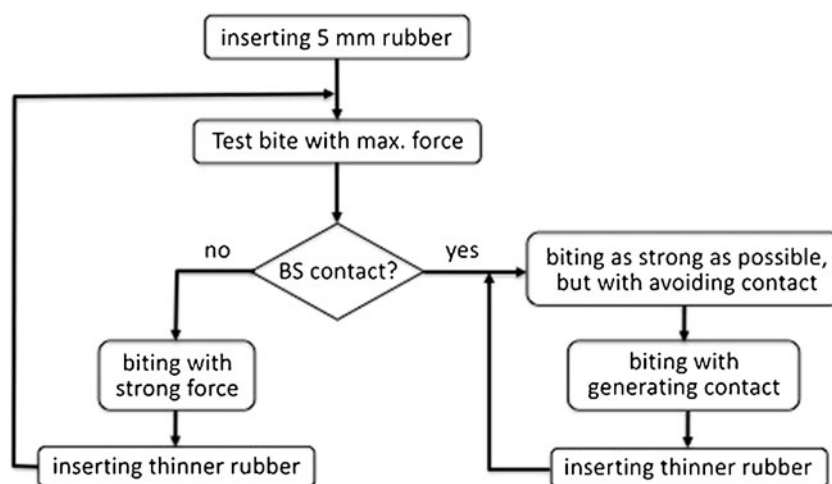 inserting 5 mm rubber
Test bite with max. force
no
BS contact?
yes
biting as strong as possible,
but with avoiding contact
biting with
strong force
biting with
generating contact
inserting thinner rubber
inserting thinner rubber